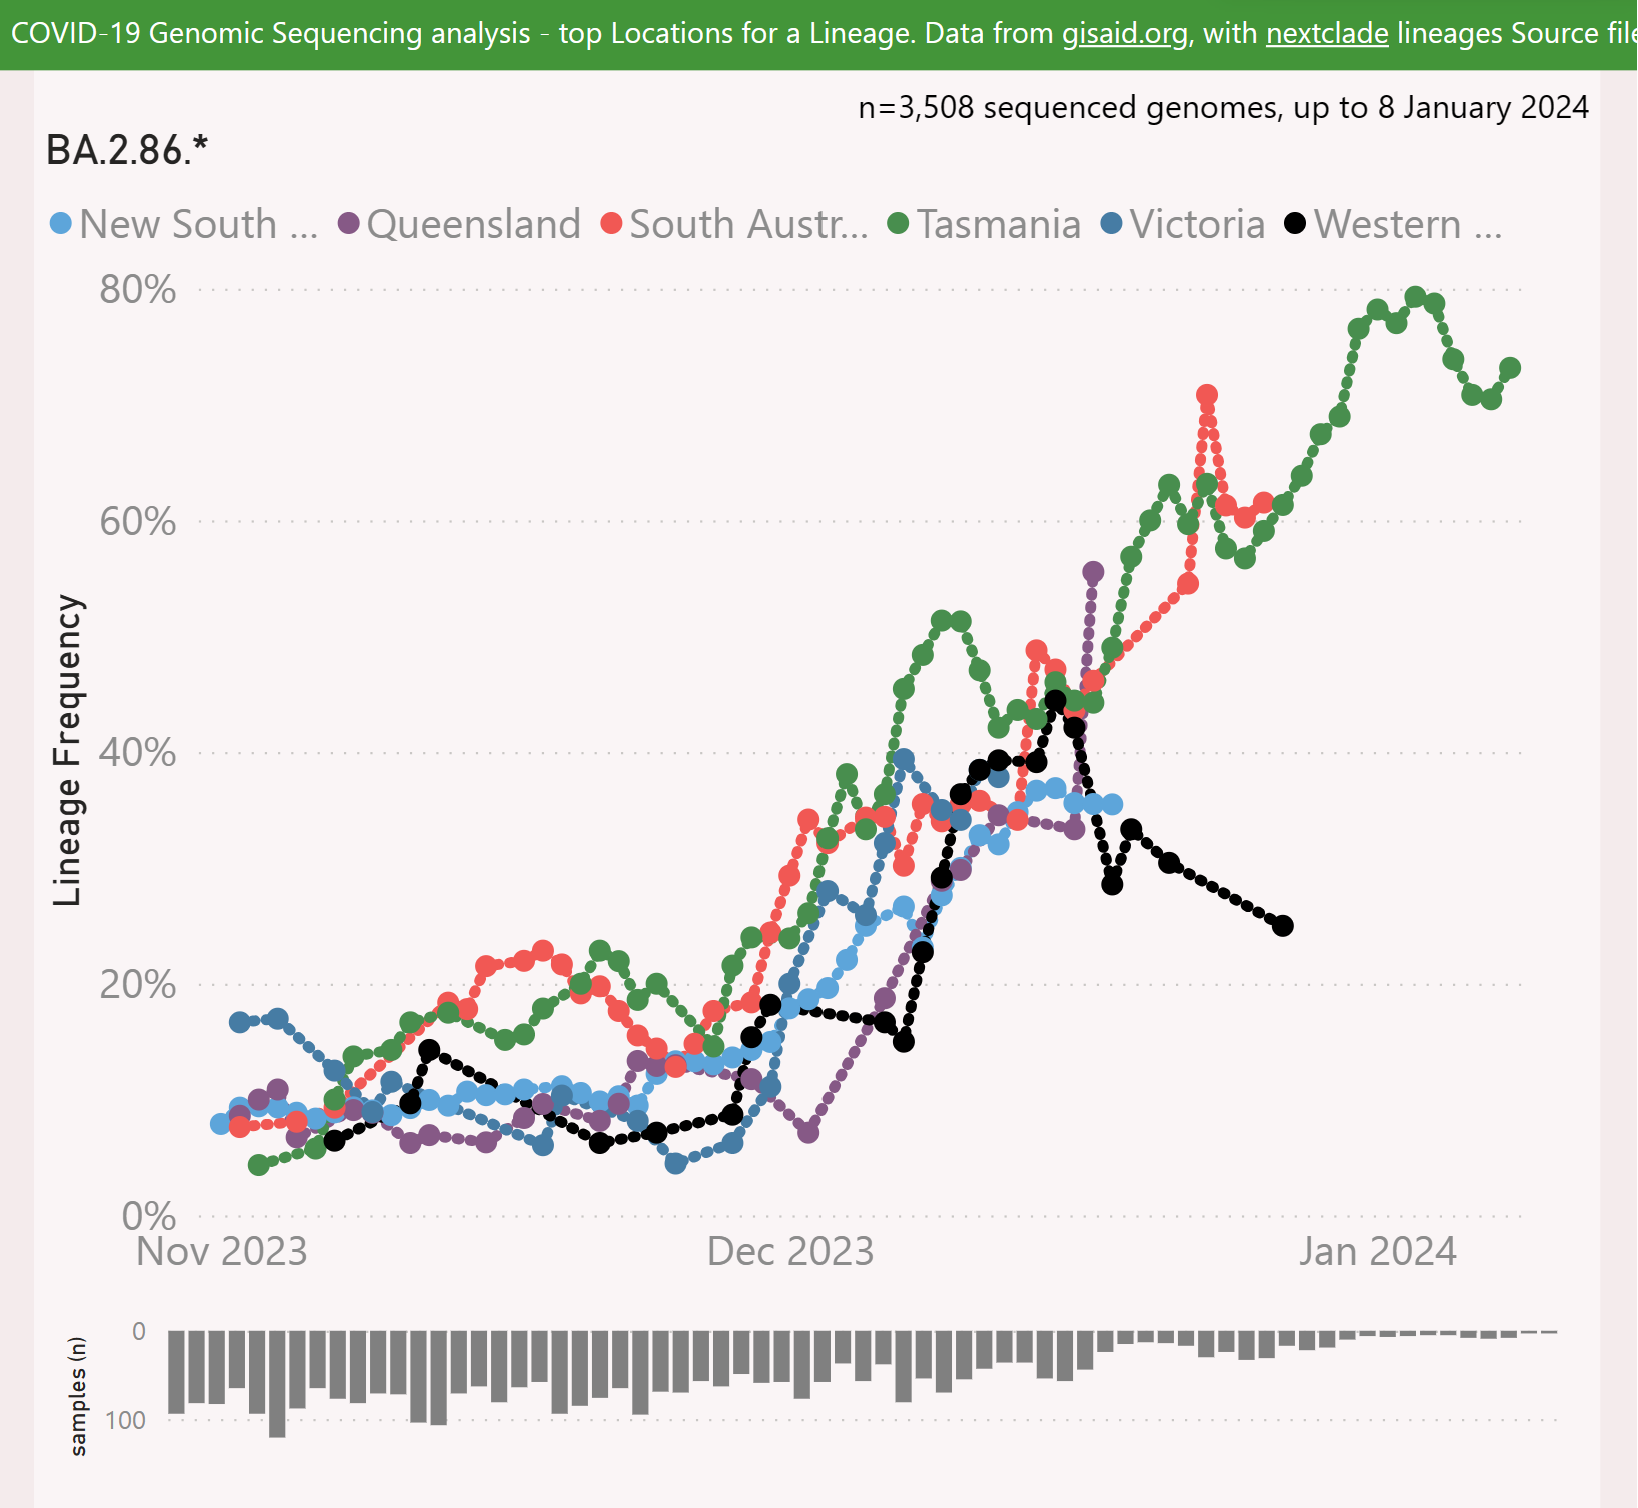 COVID-19 Genomic Sequencing analysis - top Locations for a Lineage. Data from gisaid.org, with nextclade lineages Source file
n=3,508 sequenced genomes, up to 8 January 2024
BA.2.86.*
New South ... Queensland South Austr... Tasmania Victoria Western ...
80%
60%
40%
20%
0%
Lineage Frequency
Nov 2023 Dec 2023 Jan 2024
0
100
samples (n)